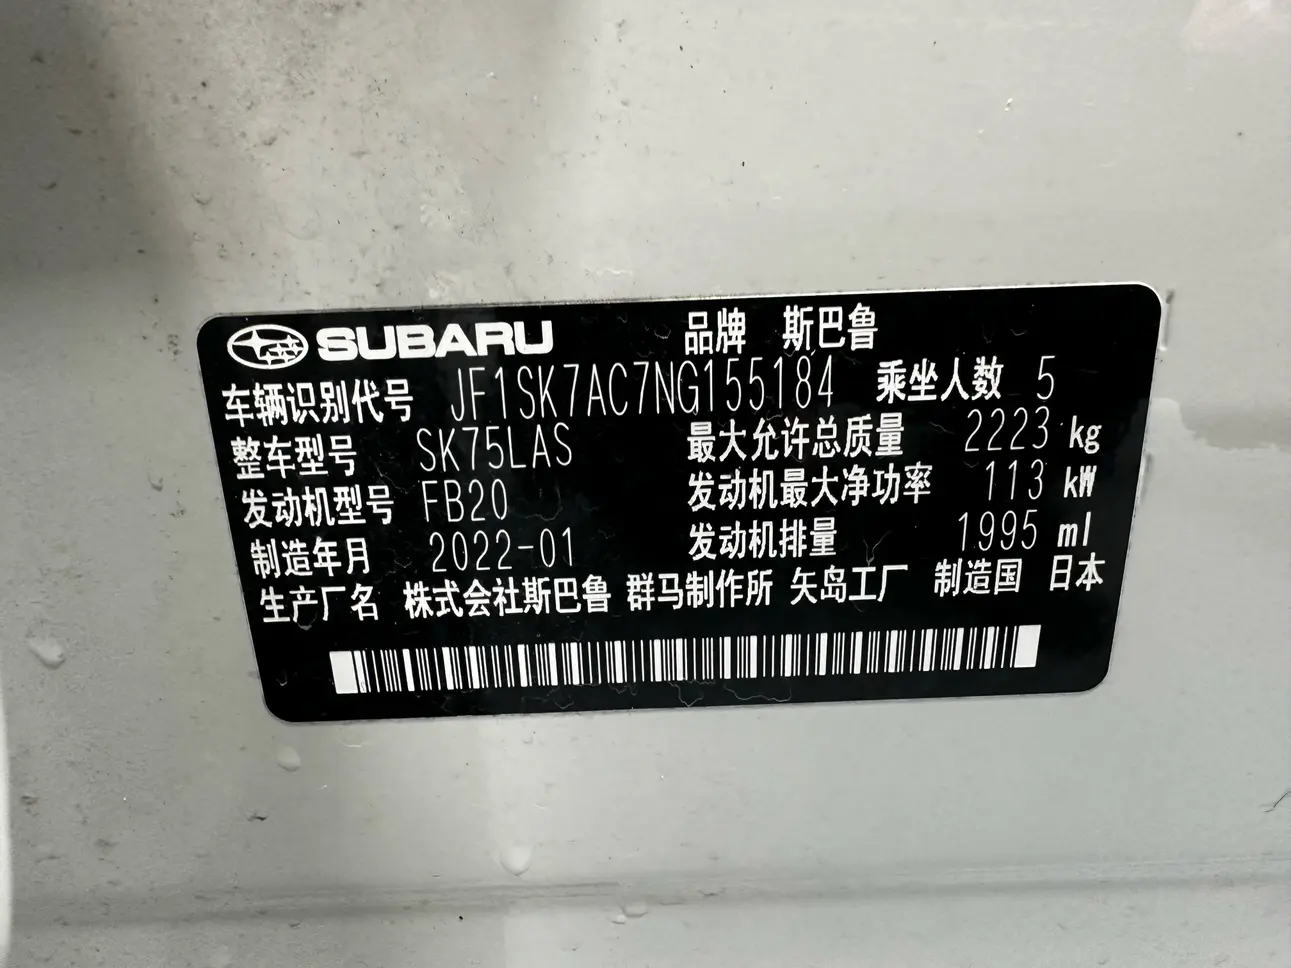 SUBARU 品牌 斯巴鲁
车辆识别代号 JF1SK7AC7NG155184 乘坐人数 5
整车型号 SK75LAS 最大允许总质量 2223 kg
发动机型号 FB20 发动机最大净功率 113 kW
制造年月 2022-01 发动机排量 1995 ml
生产厂名 株式会社斯巴鲁 群马制作所 矢岛工厂 制造国 日本